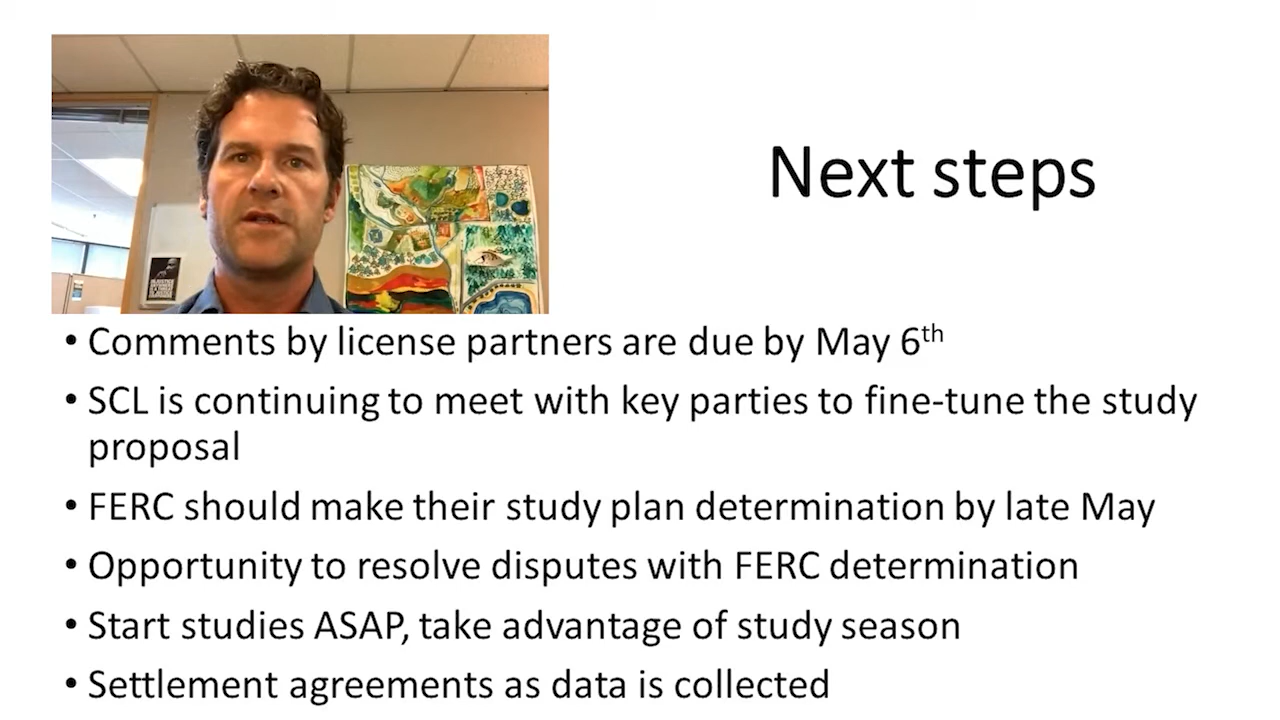 Next steps
• Comments by license partners are due by May 6th
• SCL is continuing to meet with key parties to fine-tune the study
proposal
• FERC should make their study plan determination by late May
• Opportunity to resolve disputes with FERC determination
• Start studies ASAP, take advantage of study season
• Settlement agreements as data is collected